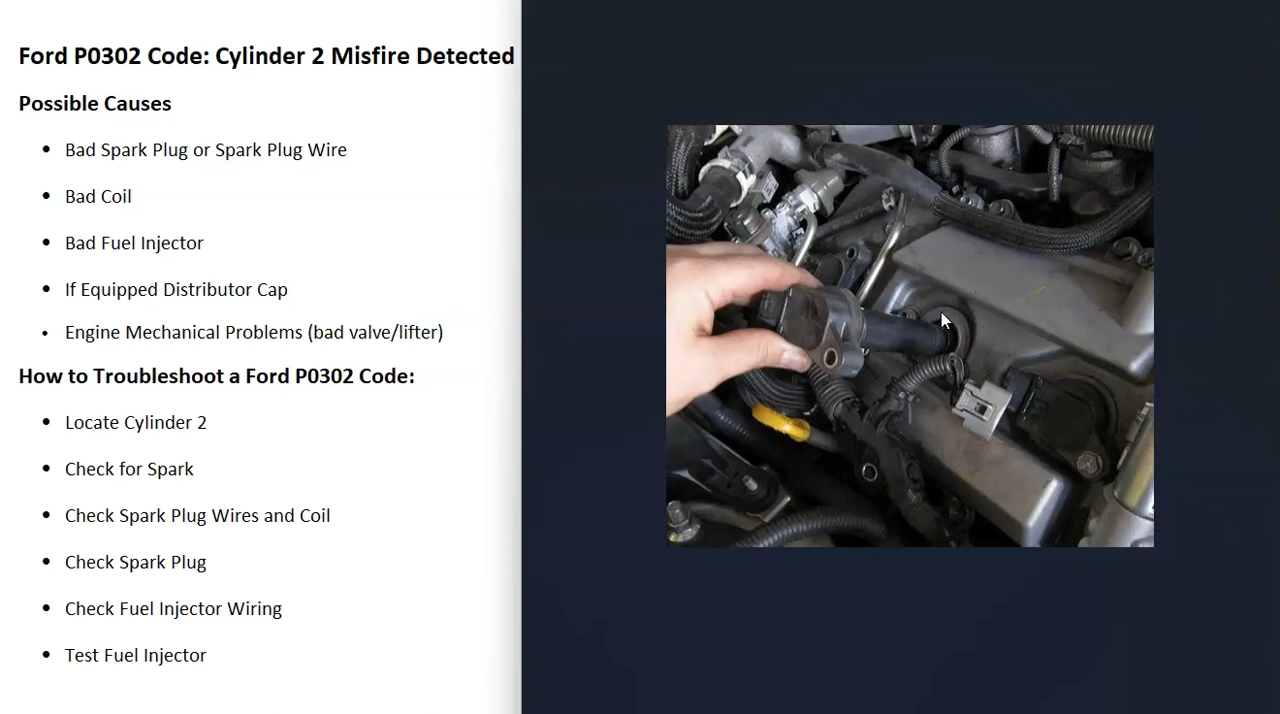 Ford P0302 Code: Cylinder 2 Misfire Detected
Possible Causes
• Bad Spark Plug or Spark Plug Wire
• Bad Coil
• Bad Fuel Injector
• If Equipped Distributor Cap
• Engine Mechanical Problems (bad valve/lifter)
How to Troubleshoot a Ford P0302 Code:
• Locate Cylinder 2
• Check for Spark
• Check Spark Plug Wires and Coil
• Check Spark Plug
• Check Fuel Injector Wiring
• Test Fuel Injector